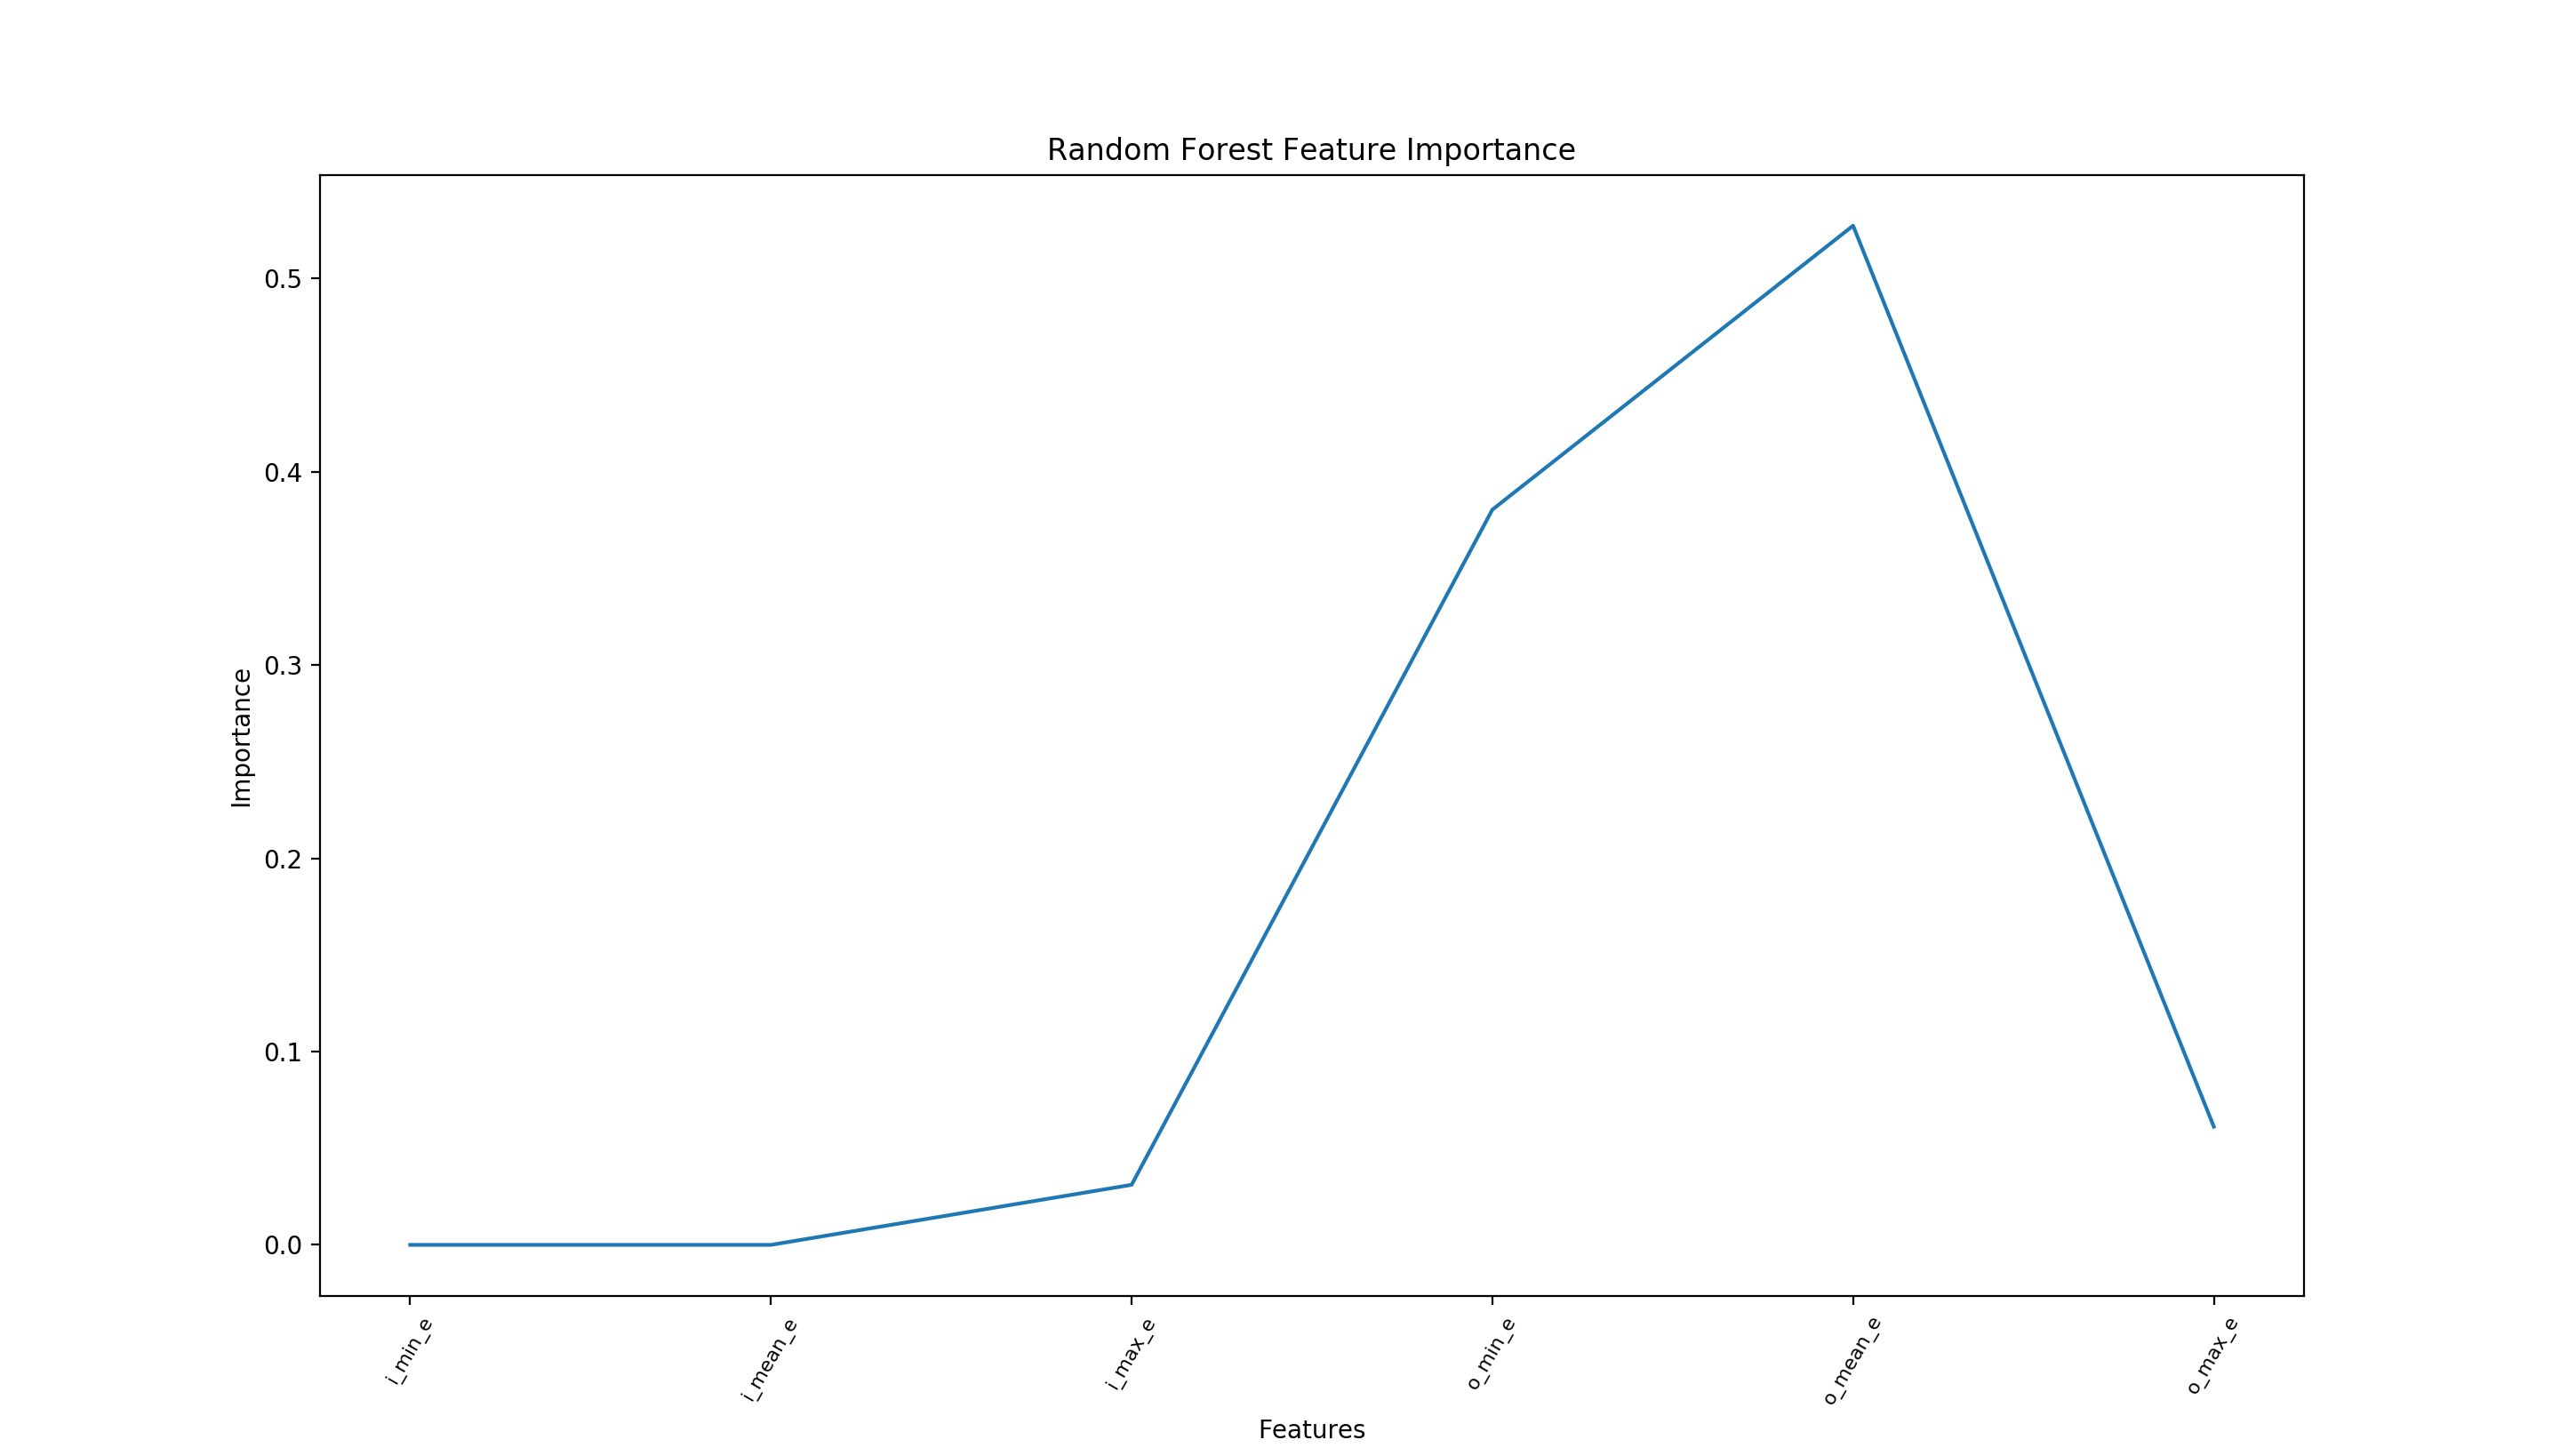 Random Forest Feature Importance
Importance
0.5
0.4
0.3
0.2
0.1
0.0
i_min_e
i_mean_e
i_max_e
o_min_e
o_mean_e
o_max_e
Features